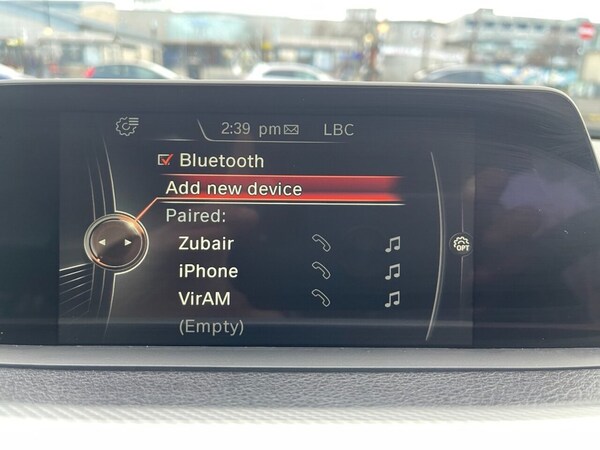 2:39 pm LBC
Bluetooth
Add new device
Paired:
Zubair
iPhone
VirAM
(Empty)
OPT